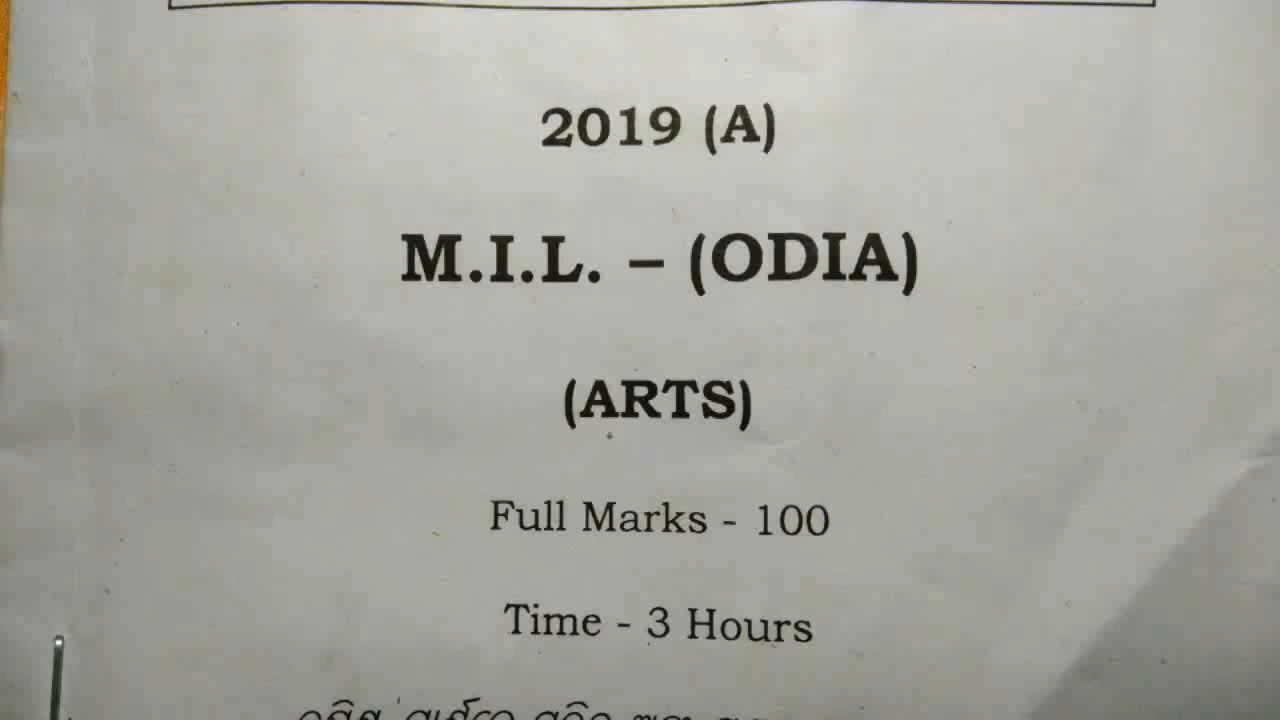 2019 (A)
M.I.L. – (ODIA)
(ARTS)
Full Marks - 100
Time - 3 Hours